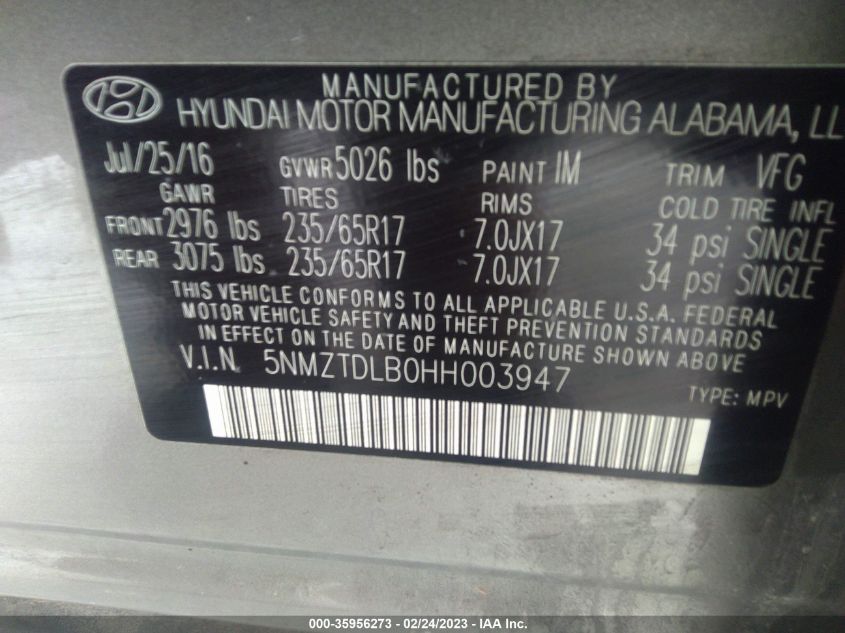 MANUFACTURED BY
HYUNDAI MOTOR MANUFACTURING ALABAMA, LL
Jul/25/16 GVWR 5026 lbs PAINT IM TRIM VFG
GAWR TIRES RIMS COLD TIRE INFL
FRONT 2976 lbs 235/65R17 7.0JX17 34 psi SINGLE
REAR 3075 lbs 235/65R17 7.0JX17 34 psi SINGLE
THIS VEHICLE CONFORMS TO ALL APPLICABLE U.S.A. FEDERAL
MOTOR VEHICLE SAFETY AND THEFT PREVENTION STANDARDS
IN EFFECT ON THE DATE OF MANUFACTURE SHOWN ABOVE.
V.I.N. 5NMZTDLB0HH003947
TYPE: MPV
000-35956273 - 02/24/2023 - IAA Inc.